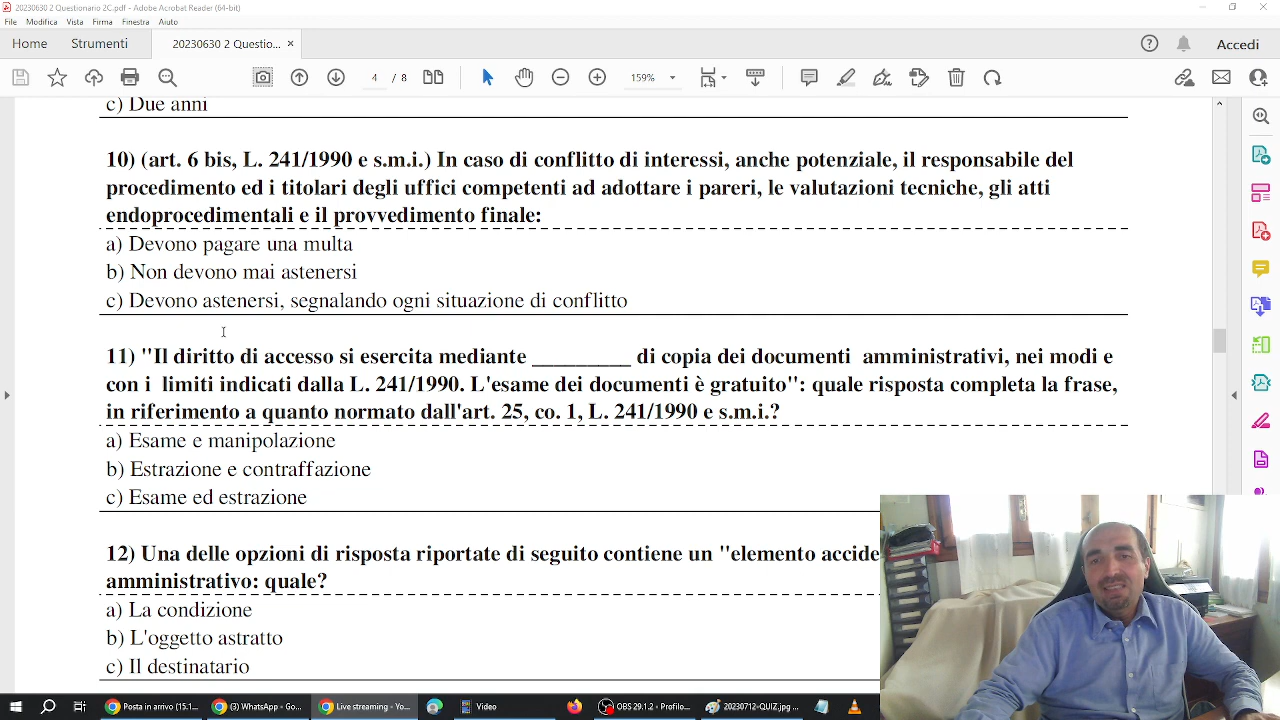 20230630 2 Questionario 2C.pdf - Adobe Acrobat Reader (64-bit)
File Modifica Vista Firma Finestra Aiuto
Home Strumenti 20230630 2 Questio... × Accedi
4 / 8 159%
c) Due anni
10) (art. 6 bis, L. 241/1990 e s.m.i.) In caso di conflitto di interessi, anche potenziale, il responsabile del
procedimento ed i titolari degli uffici competenti ad adottare i pareri, le valutazioni tecniche, gli atti
endoprocedimentali e il provvedimento finale:
a) Devono pagare una multa
b) Non devono mai astenersi
c) Devono astenersi, segnalando ogni situazione di conflitto
11) "Il diritto di accesso si esercita mediante _________ di copia dei documenti amministrativi, nei modi e
con i limiti indicati dalla L. 241/1990. L'esame dei documenti è gratuito": quale risposta completa la frase,
in riferimento a quanto normato dall'art. 25, co. 1, L. 241/1990 e s.m.i.?
a) Esame e manipolazione
b) Estrazione e contraffazione
c) Esame ed estrazione
12) Una delle opzioni di risposta riportate di seguito contiene un "elemento accide
amministrativo: quale?
a) La condizione
b) L'oggetto astratto
c) Il destinatario
Posta in arrivo (15.1... (3) WhatsApp - Go... Live streaming - Yo... Video OBS 29.1.2 - Profilo... 20230712-QUIZ.jpg ...